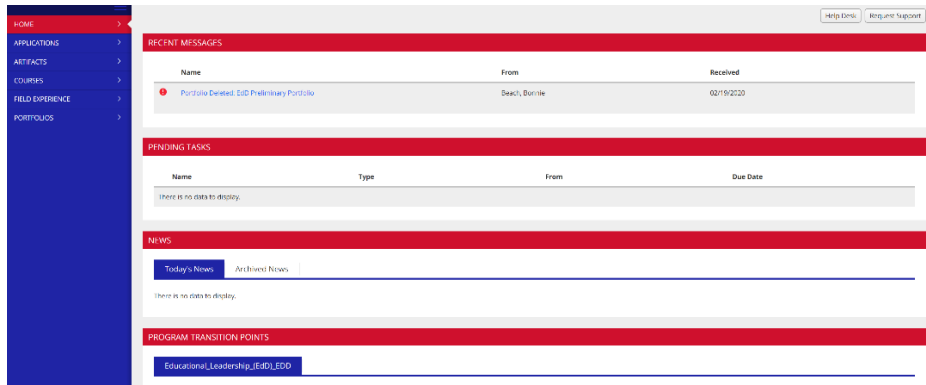 Help Desk Request Support
HOME
APPLICATIONS
ARTIFACTS
COURSES
FIELD EXPERIENCE
PORTFOLIOS
RECENT MESSAGES
Name From Received
Portfolio Deleted: EdD Preliminary Portfolio Beach, Bonnie 02/19/2020
PENDING TASKS
Name Type From Due Date
There is no data to display.
NEWS
Today's News Archived News
There is no data to display.
PROGRAM TRANSITION POINTS
Educational_Leadership_(EdD)_EDD